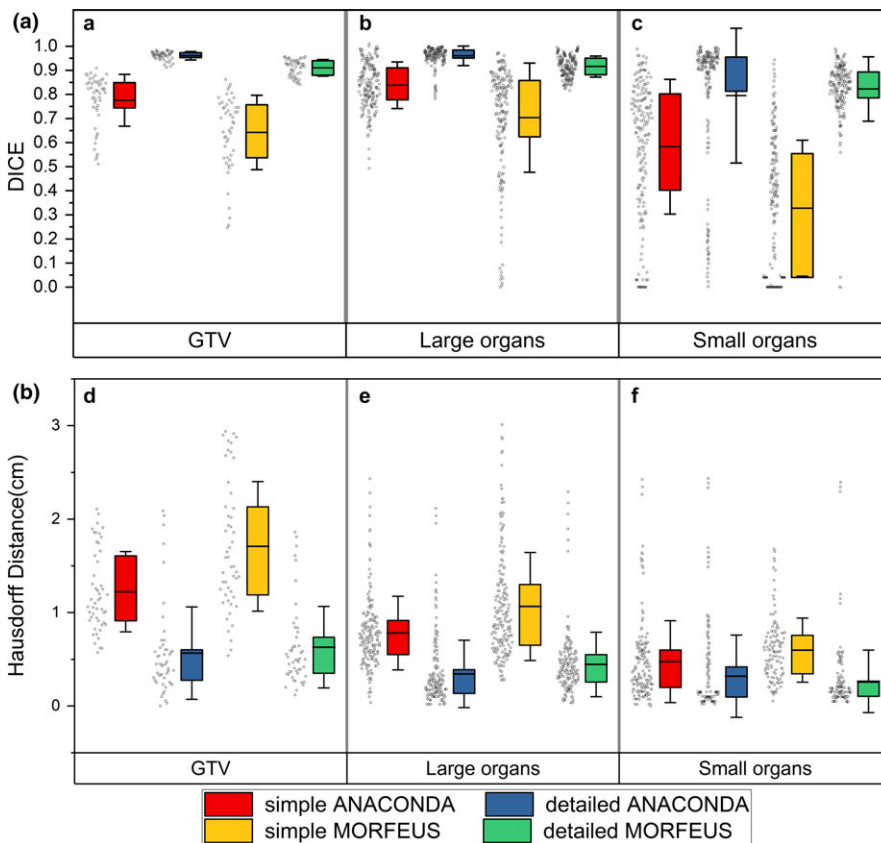 (a)
a
b
c
1.0
0.9
0.8
0.7
0.6
0.5
0.4
0.3
0.2
0.1
0.0
DICE
GTV
Large organs
Small organs
(b)
d
e
f
3
2
1
0
Hausdorff Distance(cm)
GTV
Large organs
Small organs
simple ANACONDA
detailed ANACONDA
simple MORFEUS
detailed MORFEUS